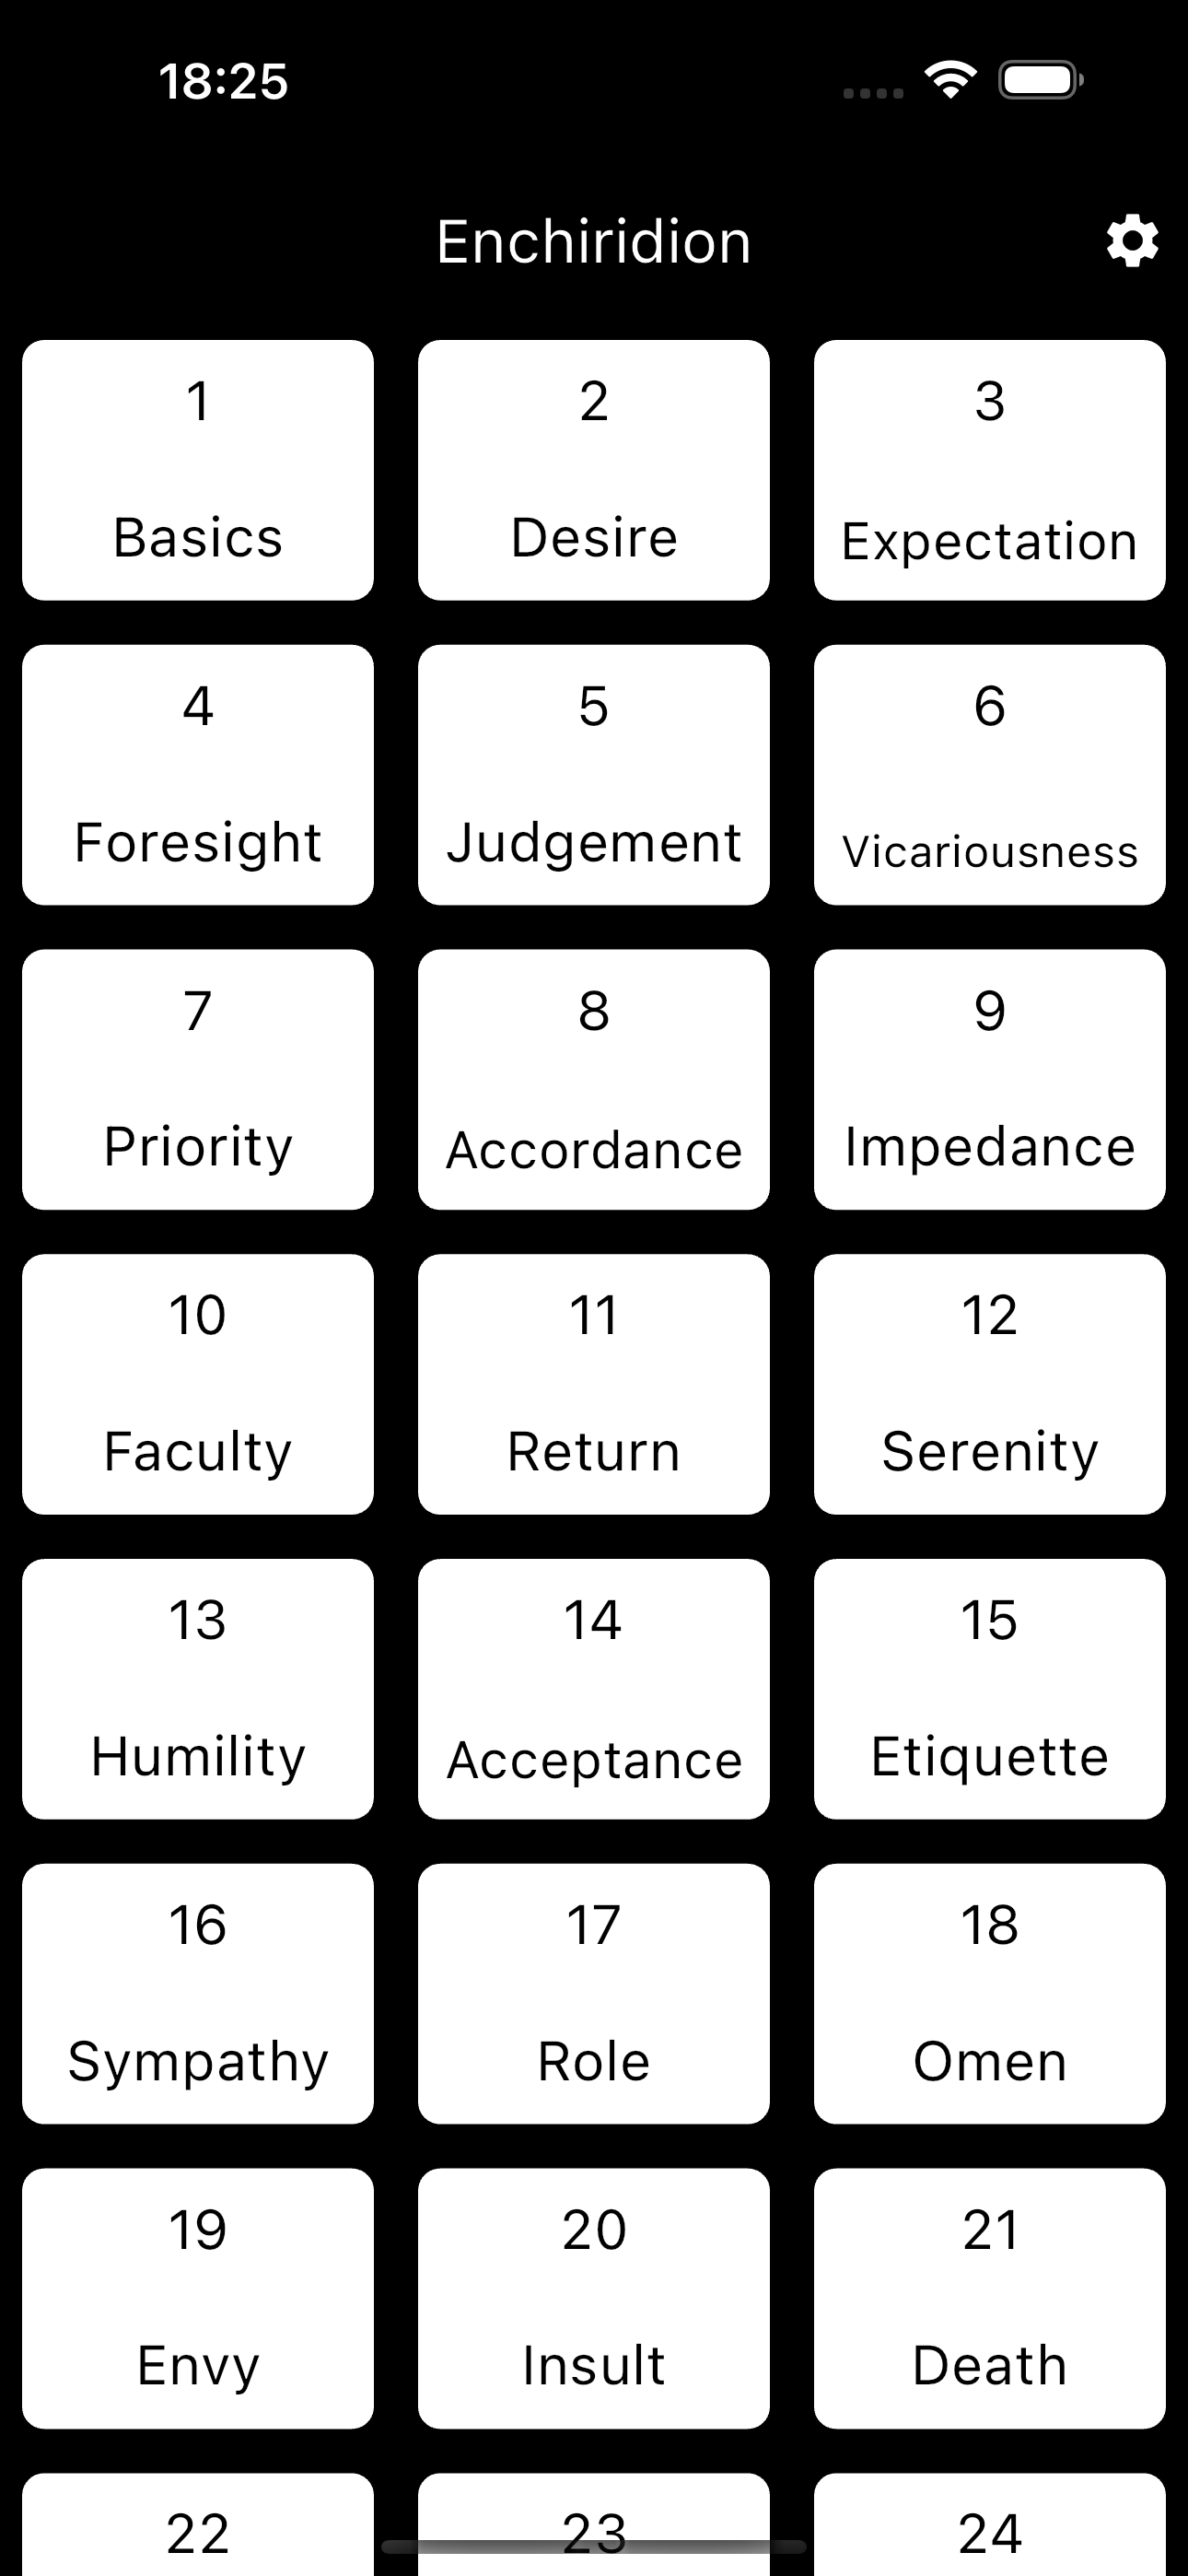 18:25
Enchiridion
1 2 3
Basics Desire Expectation
4 5 6
Foresight Judgement Vicariousness
7 8 9
Priority Accordance Impedance
10 11 12
Faculty Return Serenity
13 14 15
Humility Acceptance Etiquette
16 17 18
Sympathy Role Omen
19 20 21
Envy Insult Death
22 23 24